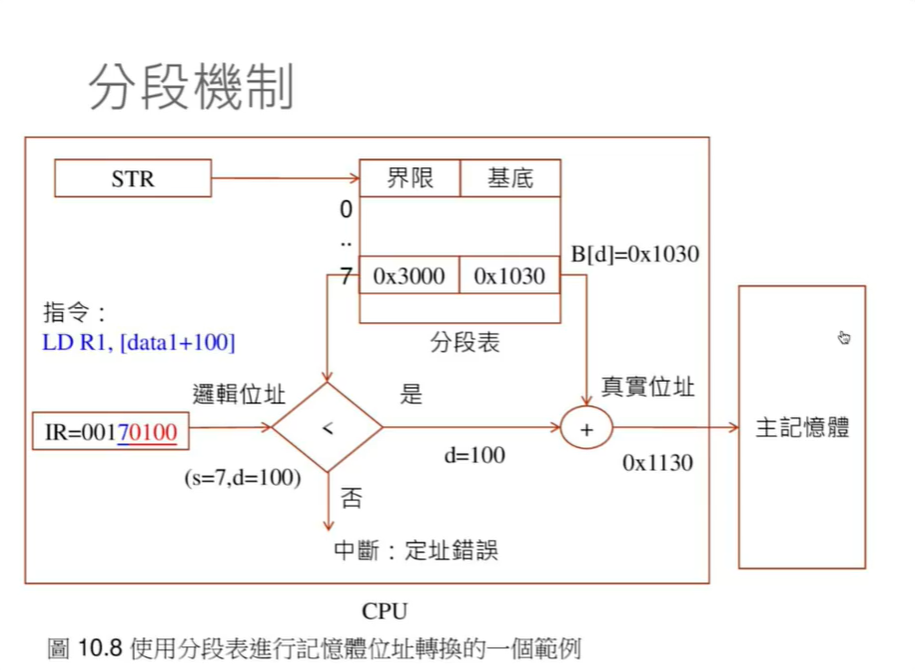 分段機制
STR
界限
基底
0
..
7
0x3000
0x1030
B[d]=0x1030
指令：
LD R1, [data1+100]
分段表
邏輯位址
是
真實位址
IR=00170100
<
+
主記憶體
d=100
0x1130
(s=7,d=100)
否
中斷：定址錯誤
CPU
圖 10.8 使用分段表進行記憶體位址轉換的一個範例